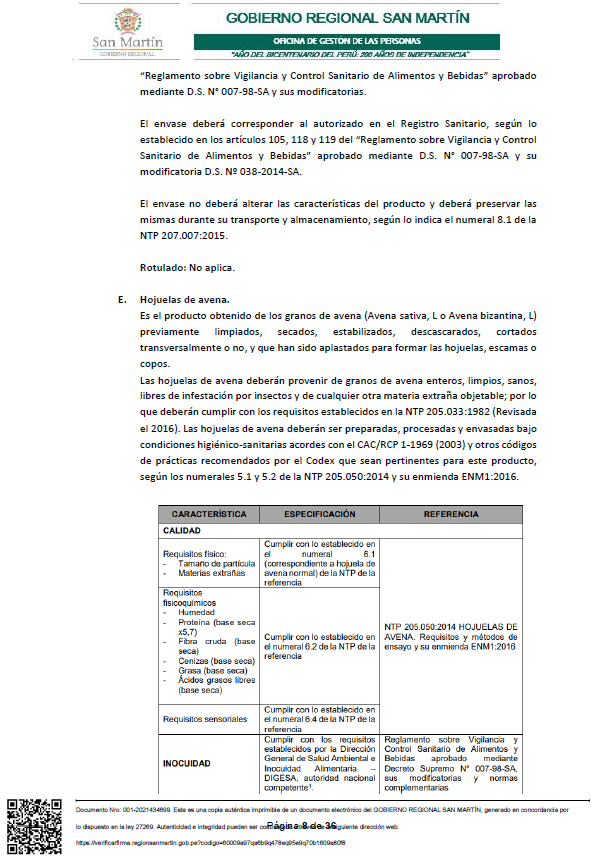 San Martín
GOBIERNO REGIONAL
GOBIERNO REGIONAL SAN MARTÍN
OFICINA DE GESTIÓN DE LAS PERSONAS
"AÑO DEL BICENTENARIO DEL PERÚ: 200 AÑOS DE INDEPENDENCIA"
"Reglamento sobre Vigilancia y Control Sanitario de Alimentos y Bebidas" aprobado
mediante D.S. N° 007-98-SA y sus modificatorias.
El envase deberá corresponder al autorizado en el Registro Sanitario, según lo
establecido en los artículos 105, 118 y 119 del "Reglamento sobre Vigilancia y Control
Sanitario de Alimentos y Bebidas" aprobado mediante D.S. N° 007-98-SA y su
modificatoria D.S. Nº 038-2014-SA.
El envase no deberá alterar las características del producto y deberá preservar las
mismas durante su transporte y almacenamiento, según lo indica el numeral 8.1 de la
NTP 207.007:2015.
Rotulado: No aplica.
E. Hojuelas de avena.
Es el producto obtenido de los granos de avena (Avena sativa, L o Avena bizantina, L)
previamente limpiados, secados, estabilizados, descascarados, cortados
transversalmente o no, y que han sido aplastados para formar las hojuelas, escamas o
copos.
Las hojuelas de avena deberán provenir de granos de avena enteros, limpios, sanos,
libres de infestación por insectos y de cualquier otra materia extraña objetable; por lo
que deberán cumplir con los requisitos establecidos en la NTP 205.033:1982 (Revisada
el 2016). Las hojuelas de avena deberán ser preparadas, procesadas y envasadas bajo
condiciones higiénico-sanitarias acordes con el CAC/RCP 1-1969 (2003) y otros códigos
de prácticas recomendados por el Codex que sean pertinentes para este producto,
según los numerales 5.1 y 5.2 de la NTP 205.050:2014 y su enmienda ENM1:2016.
CARACTERÍSTICA ESPECIFICACIÓN REFERENCIA
CALIDAD
Requisitos físico:
- Tamaño de partícula
- Materias extrañas
Cumplir con lo establecido en
el numeral 6.1
(correspondiente a hojuela de
avena normal) de la NTP de la
referencia
Requisitos
fisicoquímicos
- Humedad
- Proteína (base seca
x5,7)
- Fibra cruda (base
seca)
- Cenizas (base seca)
- Grasa (base seca)
- Ácidos grasos libres
(base seca)
Cumplir con lo establecido en
el numeral 6.2 de la NTP de la
referencia
NTP 205.050:2014 HOJUELAS DE
AVENA. Requisitos y métodos de
ensayo y su enmienda ENM1:2016
Requisitos sensoriales
Cumplir con lo establecido en
el numeral 6.4 de la NTP de la
referencia
INOCUIDAD
Cumplir con los requisitos
establecidos por la Dirección
General de Salud Ambiental e
Inocuidad Alimentaria –
DIGESA, autoridad nacional
competente¹.
Reglamento sobre Vigilancia y
Control Sanitario de Alimentos y
Bebidas aprobado mediante
Decreto Supremo N° 007-98-SA,
sus modificatorias y normas
complementarias
Documento Nro: 001-2021434699. Esta es una copia auténtica imprimible de un documento electrónico del GOBIERNO REGIONAL SAN MARTÍN, generado en concordancia por
lo dispuesto en la ley 27269. Autenticidad e integridad pueden ser siguiente dirección web.
Página 8 de 36